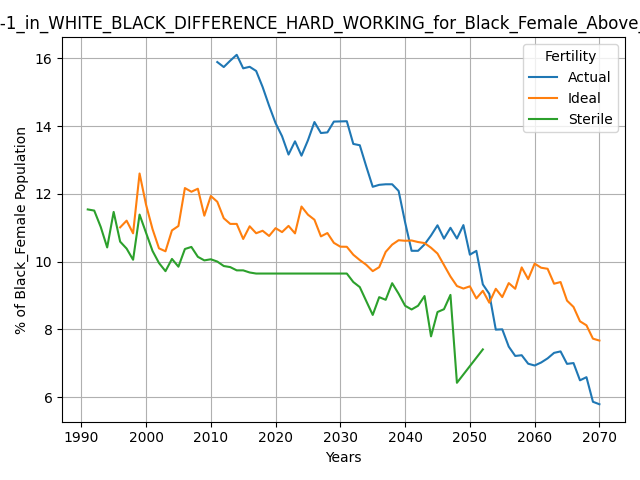 -1_in_WHITE_BLACK_DIFFERENCE_HARD_WORKING_for_Black_Female_Above_
Fertility
Actual
Ideal
Sterile
% of Black_Female Population
16
14
12
10
8
6
1990
2000
2010
2020
2030
2040
2050
2060
2070
Years